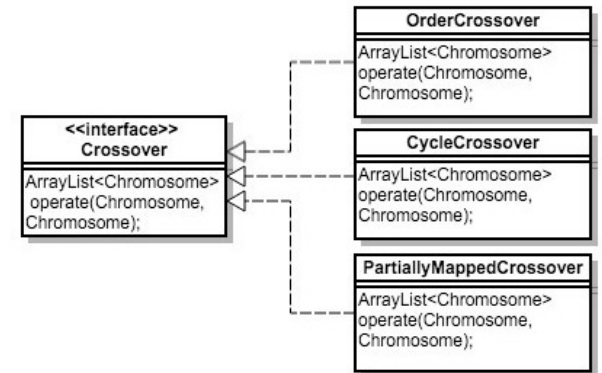 <<interface>>
Crossover
ArrayList<Chromosome>
operate(Chromosome,
Chromosome);
OrderCrossover
ArrayList<Chromosome>
operate(Chromosome,
Chromosome);
CycleCrossover
ArrayList<Chromosome>
operate(Chromosome,
Chromosome);
PartiallyMappedCrossover
ArrayList<Chromosome>
operate(Chromosome,
Chromosome);